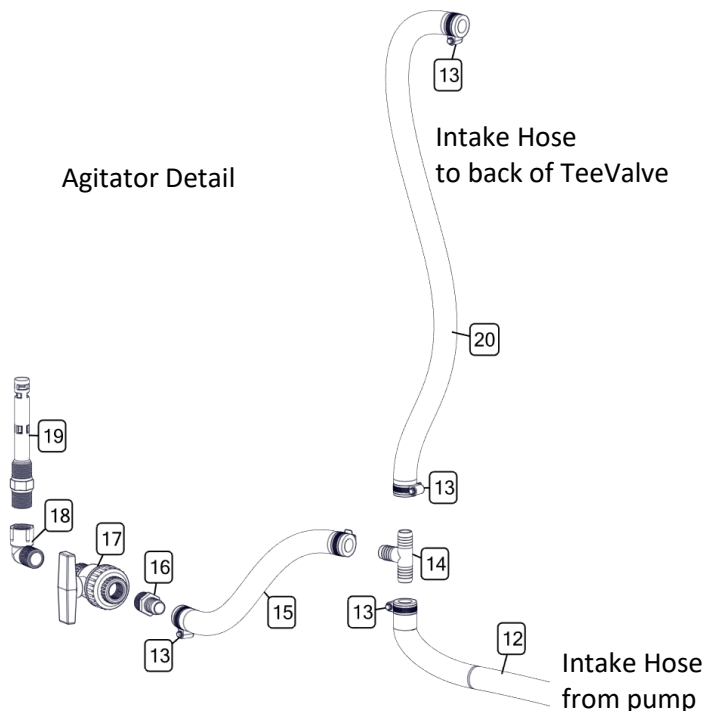 13
Intake Hose
to back of TeeValve
Agitator Detail
20
19
13
18
17
16
14
15
13
13
12
Intake Hose
from pump